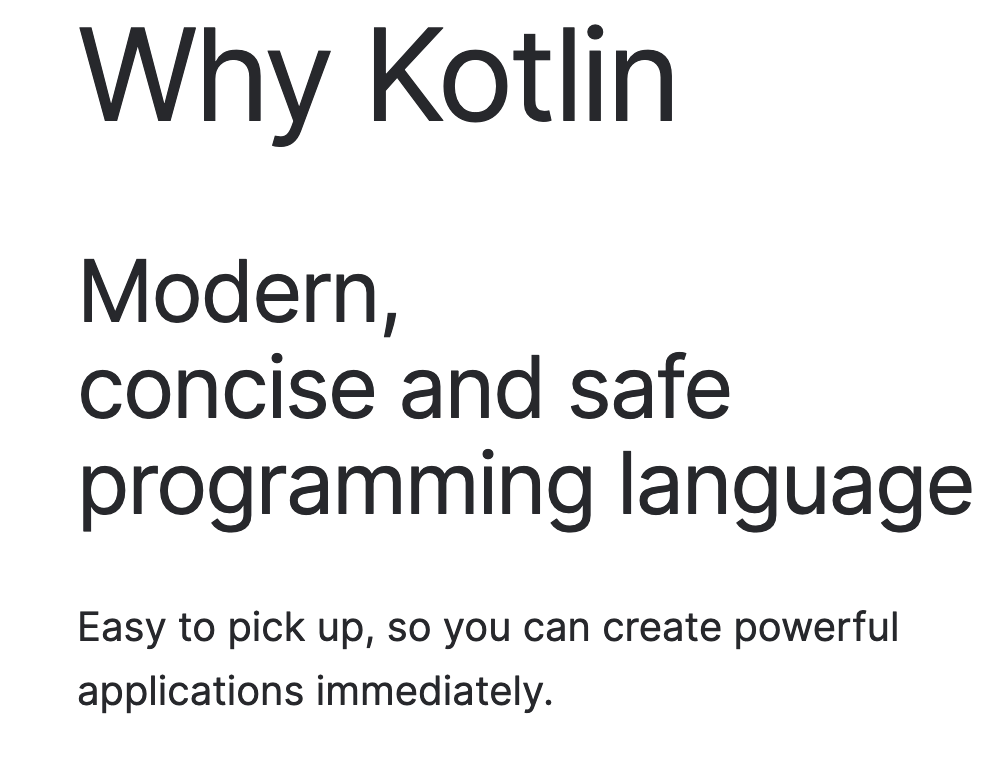 Why Kotlin
Modern,
concise and safe
programming language
Easy to pick up, so you can create powerful
applications immediately.